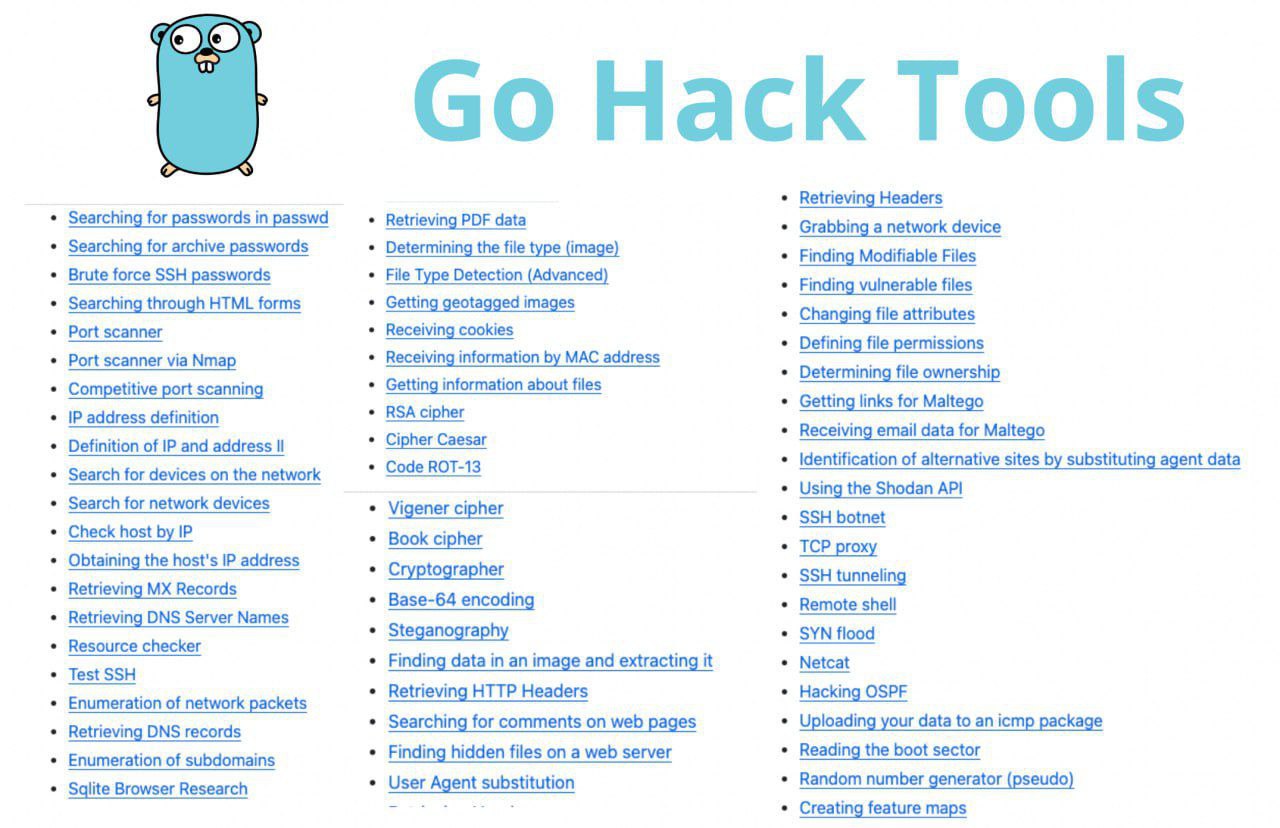 Go Hack Tools
Searching for passwords in passwd
Searching for archive passwords
Brute force SSH passwords
Searching through HTML forms
Port scanner
Port scanner via Nmap
Competitive port scanning
IP address definition
Definition of IP and address II
Search for devices on the network
Search for network devices
Check host by IP
Obtaining the host's IP address
Retrieving MX Records
Retrieving DNS Server Names
Resource checker
Test SSH
Enumeration of network packets
Retrieving DNS records
Enumeration of subdomains
Sqlite Browser Research
Retrieving PDF data
Determining the file type (image)
File Type Detection (Advanced)
Getting geotagged images
Receiving cookies
Receiving information by MAC address
Getting information about files
RSA cipher
Cipher Caesar
Code ROT-13
Vigener cipher
Book cipher
Cryptographer
Base-64 encoding
Steganography
Finding data in an image and extracting it
Retrieving HTTP Headers
Searching for comments on web pages
Finding hidden files on a web server
User Agent substitution
Retrieving Headers
Grabbing a network device
Finding Modifiable Files
Finding vulnerable files
Changing file attributes
Defining file permissions
Determining file ownership
Getting links for Maltego
Receiving email data for Maltego
Identification of alternative sites by substituting agent data
Using the Shodan API
SSH botnet
TCP proxy
SSH tunneling
Remote shell
SYN flood
Netcat
Hacking OSPF
Uploading your data to an icmp package
Reading the boot sector
Random number generator (pseudo)
Creating feature maps